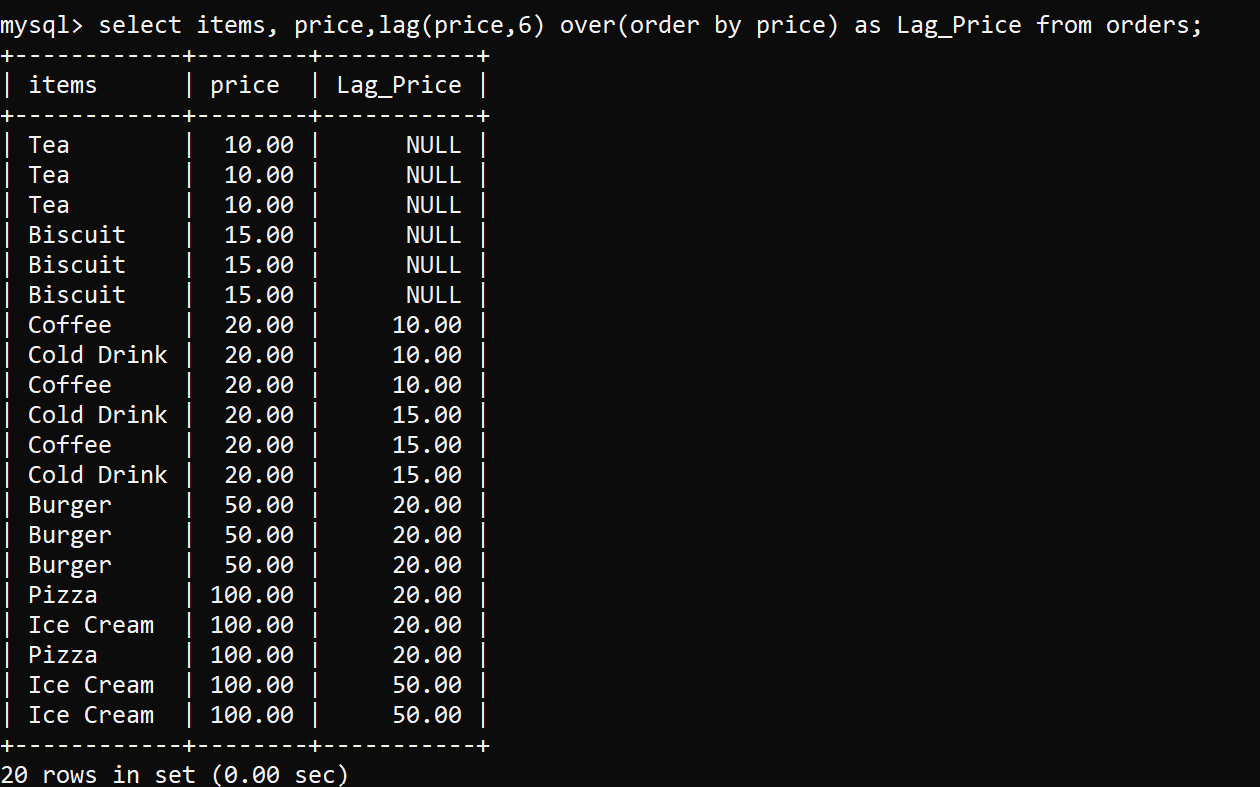 mysql> select items, price,lag(price,6) over(order by price) as Lag_Price from orders;
+------------+--------+-----------+
| items      | price  | Lag_Price |
+------------+--------+-----------+
| Tea        |  10.00 |      NULL |
| Tea        |  10.00 |      NULL |
| Tea        |  10.00 |      NULL |
| Biscuit    |  15.00 |      NULL |
| Biscuit    |  15.00 |      NULL |
| Biscuit    |  15.00 |      NULL |
| Coffee     |  20.00 |     10.00 |
| Cold Drink |  20.00 |     10.00 |
| Coffee     |  20.00 |     10.00 |
| Cold Drink |  20.00 |     15.00 |
| Coffee     |  20.00 |     15.00 |
| Cold Drink |  20.00 |     15.00 |
| Burger     |  50.00 |     20.00 |
| Burger     |  50.00 |     20.00 |
| Burger     |  50.00 |     20.00 |
| Pizza      | 100.00 |     20.00 |
| Ice Cream  | 100.00 |     20.00 |
| Pizza      | 100.00 |     20.00 |
| Ice Cream  | 100.00 |     50.00 |
| Ice Cream  | 100.00 |     50.00 |
+------------+--------+-----------+
20 rows in set (0.00 sec)